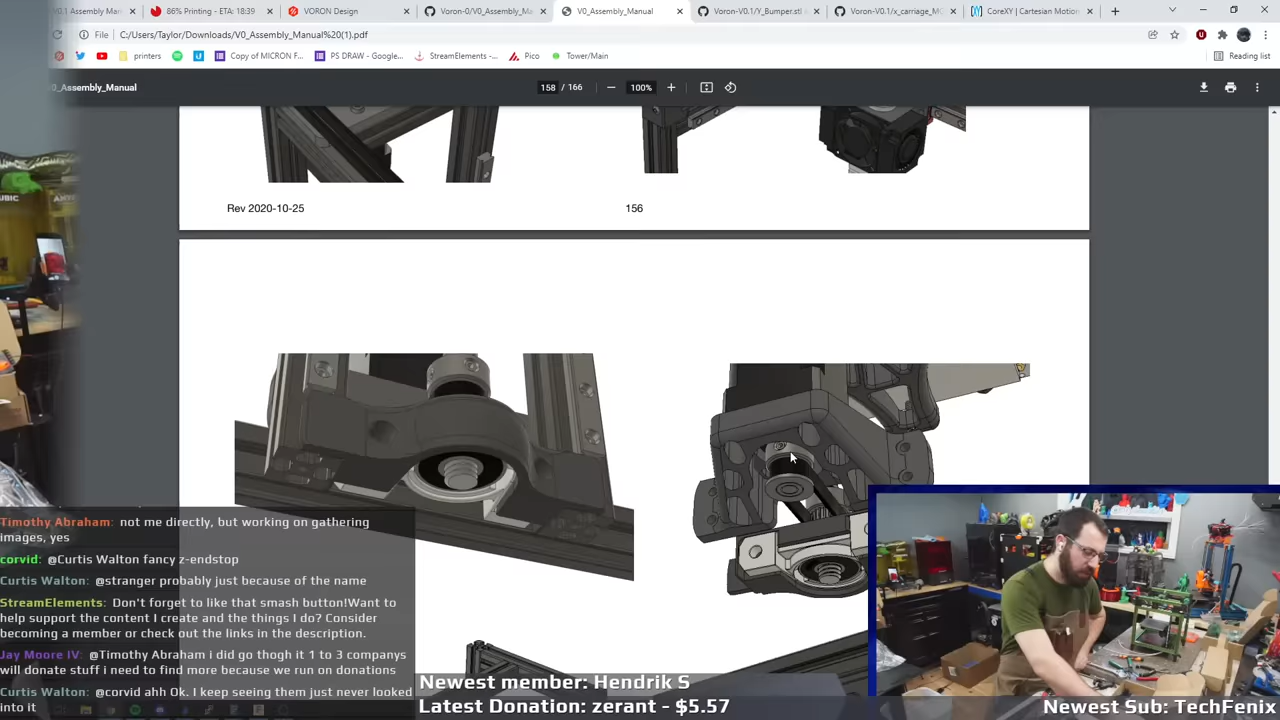 V0.1 Assembly Man
86% Printing - ETA: 18:39
VORON Design
Voron-0/V0_Assembly_Ma
V0_Assembly_Manual
Voron-V0.1/Y_Bumper.stl
Voron-V0.1/x_carriage_MG
CoreXY | Cartesian Motion
File C:/Users/Taylor/Downloads/V0_Assembly_Manual%20(1).pdf
printers
Copy of MICRON F...
PS DRAW - Google...
StreamElements -...
Pico
Tower/Main
Reading list
0_Assembly_Manual
158 / 166
100%
Rev 2020-10-25
156
Timothy Abraham: not me directly, but working on gathering
images, yes
corvid: @Curtis Walton fancy z-endstop
Curtis Walton: @stranger probably just because of the name
StreamElements: Don't forget to like that smash button!Want to
help support the content I create and the things I do? Consider
becoming a member or check out the links in the description.
Jay Moore IV: @Timothy Abraham i did go thogh it 1 to 3 companys
will donate stuff i need to find more because we run on donations
Curtis Walton: @corvid ahh Ok. I keep seeing them just never looked
into it
Newest member: Hendrik S
Latest Donation: zerant - $5.57
Newest Sub: TechFenix